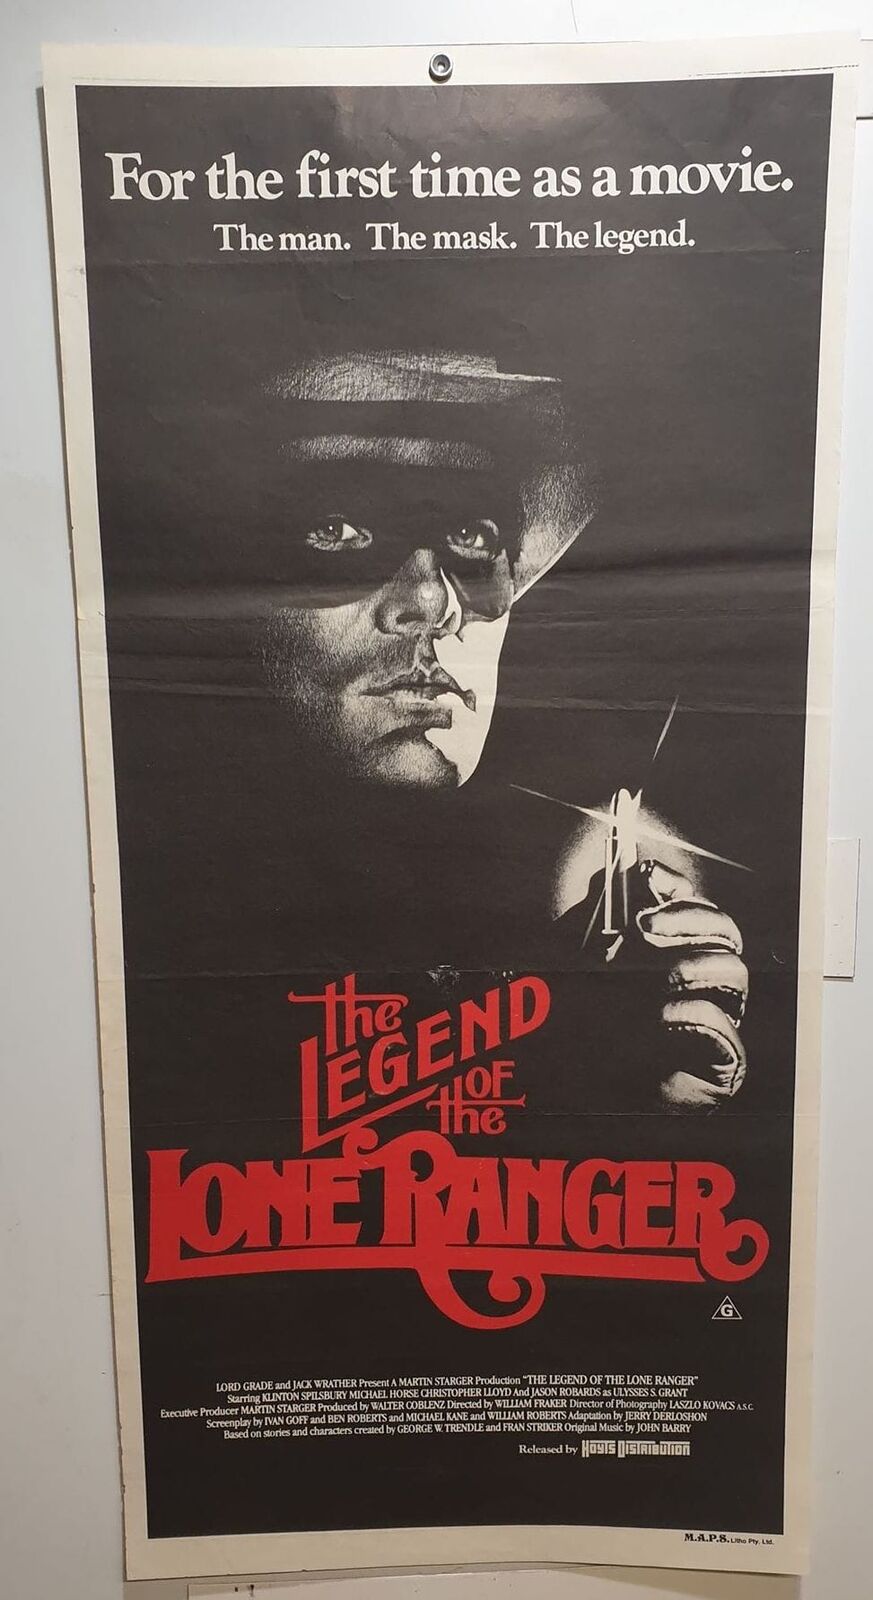 For the first time as a movie.
The man. The mask. The legend.
the
LEGEND
OF
the
LONE RANGER
G
LORD GRADE and JACK WRATHER Present A MARTIN STARGER Production "THE LEGEND OF THE LONE RANGER"
Starring KLINTON SPILSBURY MICHAEL HORSE CHRISTOPHER LLOYD And JASON ROBARDS as ULYSSES S. GRANT
Executive Producer MARTIN STARGER Produced by WALTER COBLENZ Directed by WILLIAM FRAKER Director of Photography LASZLO KOVACS A.S.C.
Screenplay by IVAN GOFF and BEN ROBERTS and MICHAEL KANE and WILLIAM ROBERTS Adaptation by JERRY DERLOSHON
Based on stories and characters created by GEORGE W. TRENDLE and FRAN STRIKER Original Music by JOHN BARRY
Released by HOYTS DISTRIBUTION
M.A.P.S. Litho Pty. Ltd.